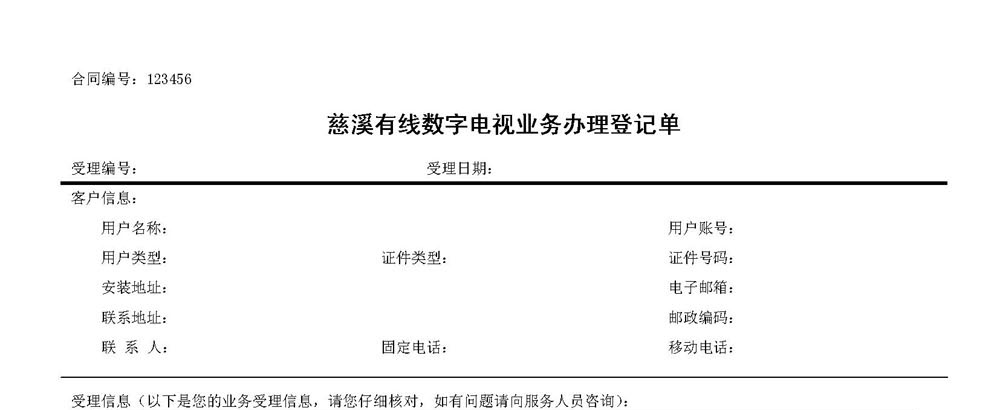 合同编号：123456
慈溪有线数字电视业务办理登记单
受理编号： 受理日期：
客户信息：
用户名称： 用户账号：
用户类型： 证件类型： 证件号码：
安装地址： 电子邮箱：
联系地址： 邮政编码：
联 系 人： 固定电话： 移动电话：
受理信息（以下是您的业务受理信息，请您仔细核对，如有问题请向服务人员咨询）：